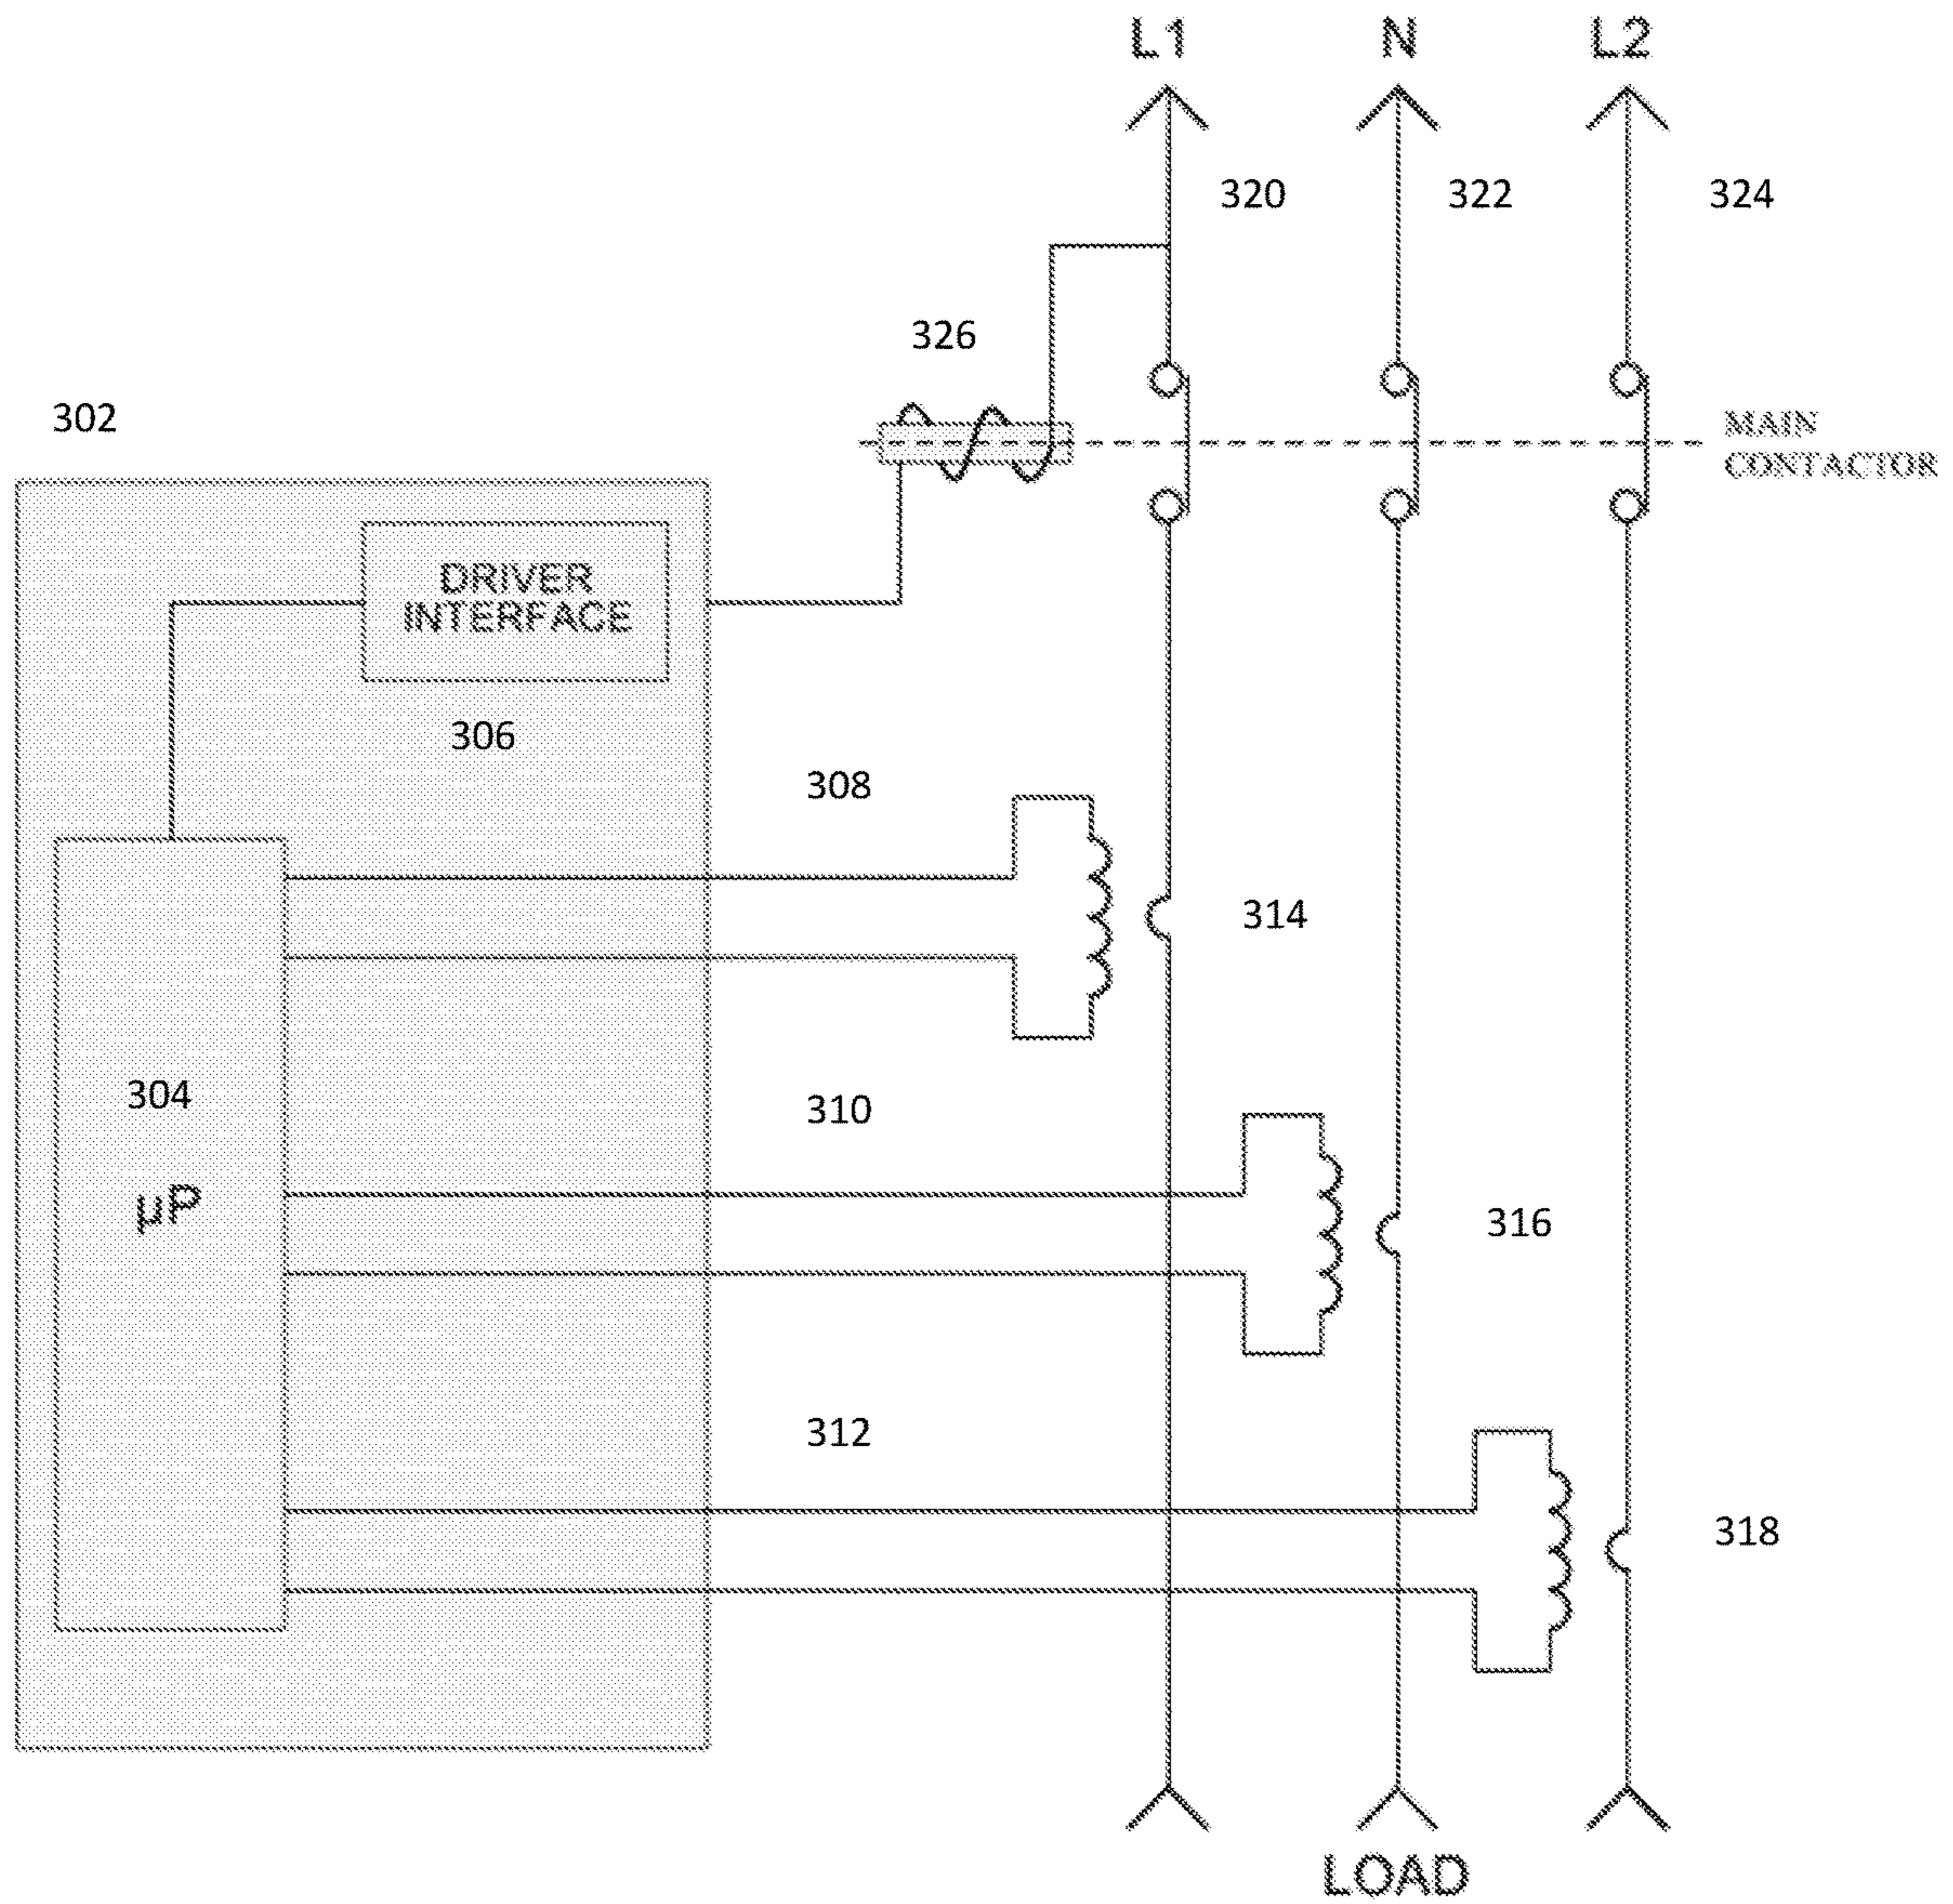 L1 N L2
320 322 324
326
302
MAIN
CONTACTOR
DRIVER
INTERFACE
306
308
314
304
310
µP
316
312
318
LOAD